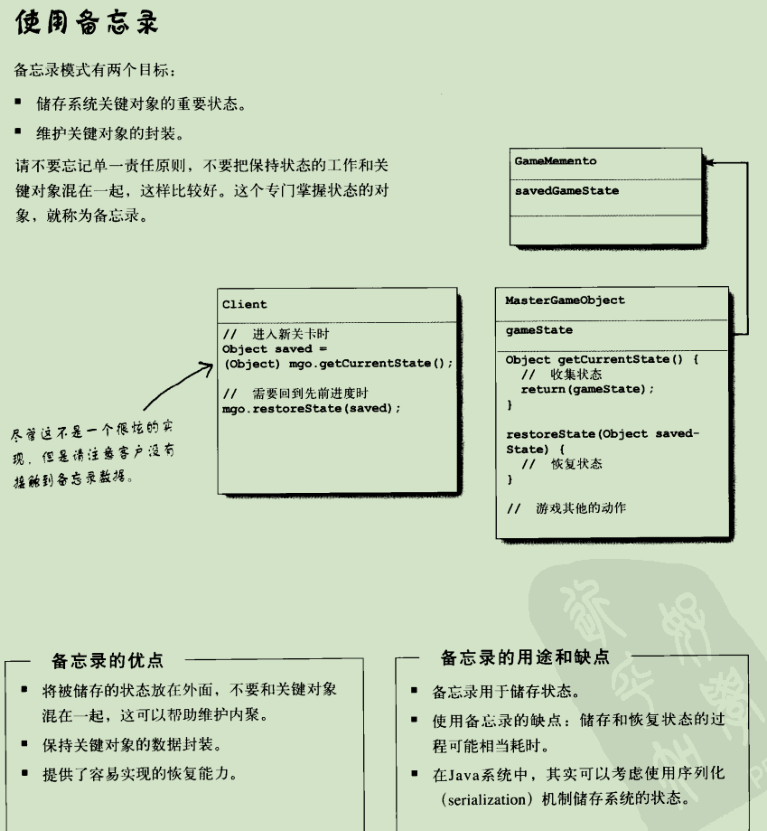 使用备忘录
备忘录模式有两个目标：
■ 储存系统关键对象的重要状态。
■ 维护关键对象的封装。
请不要忘记单一责任原则，不要把保持状态的工作和关
键对象混在一起，这样比较好。这个专门掌握状态的对
象，就称为备忘录。
GameMemento
savedGameState
Client
// 进入新关卡时
Object saved =
(Object) mgo.getCurrentState();
// 需要回到先前进度时
mgo.restoreState(saved);
尽管这不是一个很炫的实
现，但是请注意客户没有
接触到备忘录数据。
MasterGameObject
gameState
Object getCurrentState() {
// 收集状态
return(gameState);
}
restoreState(Object saved-
State) {
// 恢复状态
}
// 游戏其他的动作
备忘录的优点
■ 将被储存的状态放在外面，不要和关键对象
混在一起，这可以帮助维护内聚。
■ 保持关键对象的数据封装。
■ 提供了容易实现的恢复能力。
备忘录的用途和缺点
■ 备忘录用于储存状态。
■ 使用备忘录的缺点：储存和恢复状态的过
程可能相当耗时。
■ 在Java系统中，其实可以考虑使用序列化
（serialization）机制储存系统的状态。